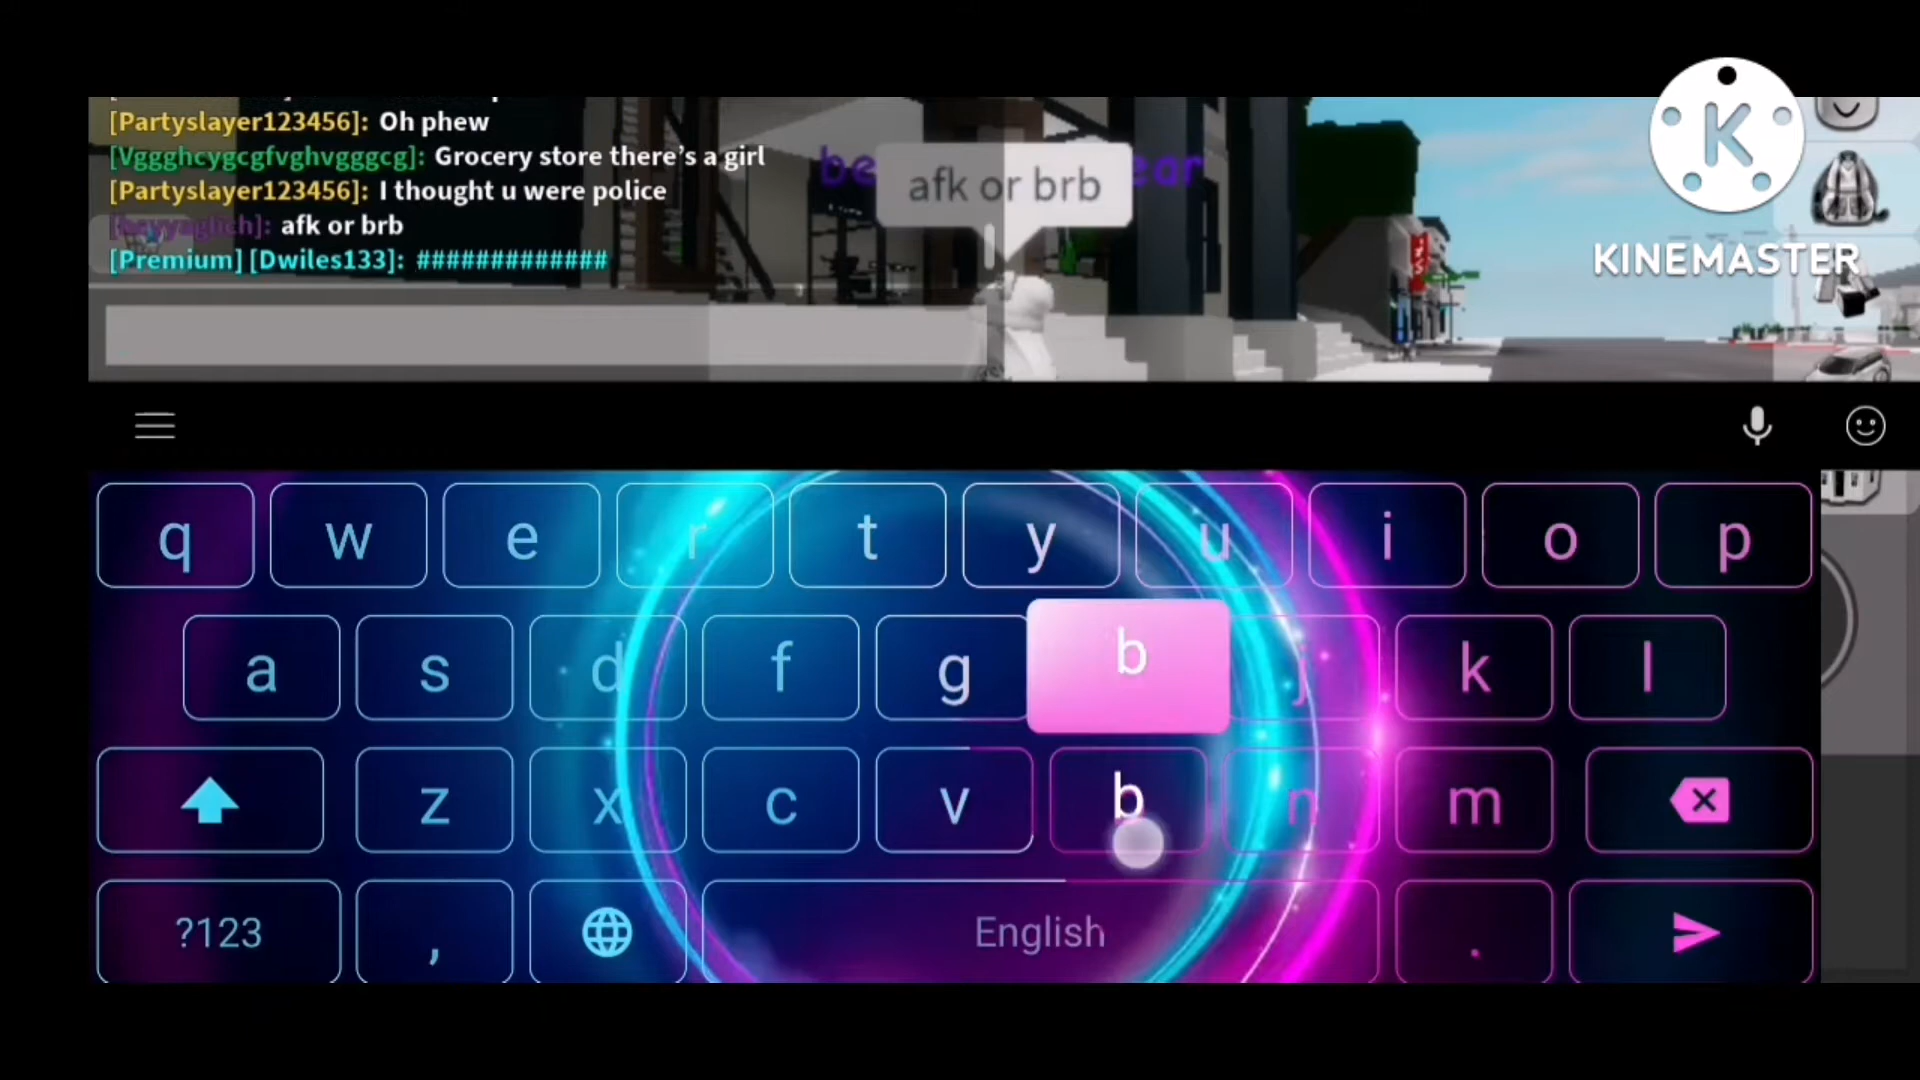 [Partyslayer123456]: Oh phew
[Vggghcygcgfvghvgggcg]: Grocery store there's a girl
[Partyslayer123456]: I thought u were police
afk or brb
[Premium] [Dwiles133]: #############
afk or brb
K
KINEMASTER
q w e r t y u i o p
a s d f g b j k l
z x c v b n m
?123 , English .